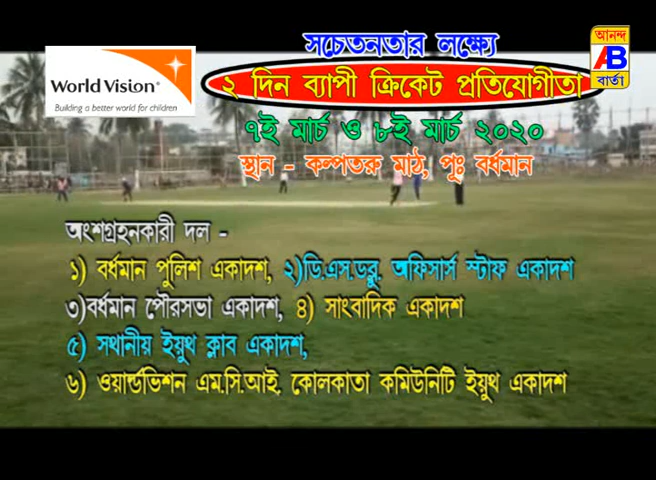 সচেতনতার লক্ষ্যে
আনন্দ
AB
বার্তা
World Vision
Building a better world for children
২ দিন ব্যাপী ক্রিকেট প্রতিযোগীতা
৭ই মার্চ ও ৮ই মার্চ ২০২০
স্থান - কল্পতরু মাঠ, পূঃ বর্ধমান
অংশগ্রহনকারী দল -
১) বর্ধমান পুলিশ একাদশ, ২)ডি.এস.ডব্লু. অফিসার্স স্টাফ একাদশ
৩)বর্ধমান পৌরসভা একাদশ, ৪) সাংবাদিক একাদশ
৫) সথানীয় ইয়ুথ ক্লাব একাদশ,
৬) ওয়ার্ল্ডভিশন এম.সি.আই. কোলকাতা কমিউনিটি ইয়ুথ একাদশ